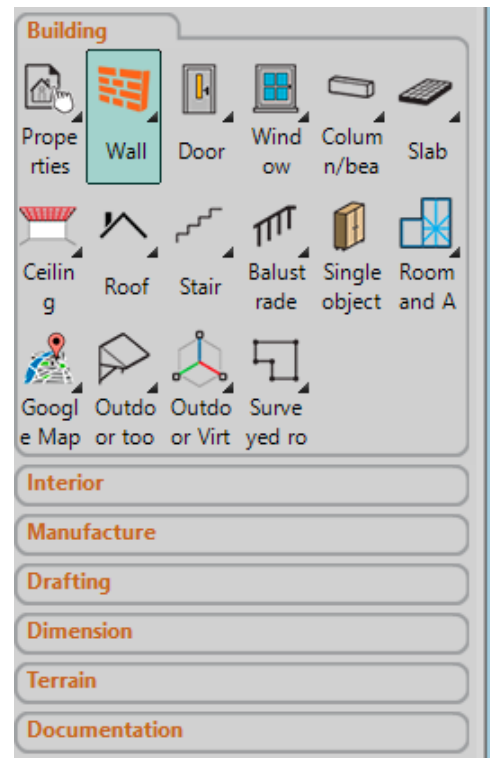 Building
Prope
rties
Wall
Door
Wind
ow
Colum
n/bea
Slab
Ceilin
g
Roof
Stair
Balust
rade
Single
object
Room
and A
Googl
e Map
Outdo
or too
Outdo
or Virt
Surve
yed ro
Interior
Manufacture
Drafting
Dimension
Terrain
Documentation